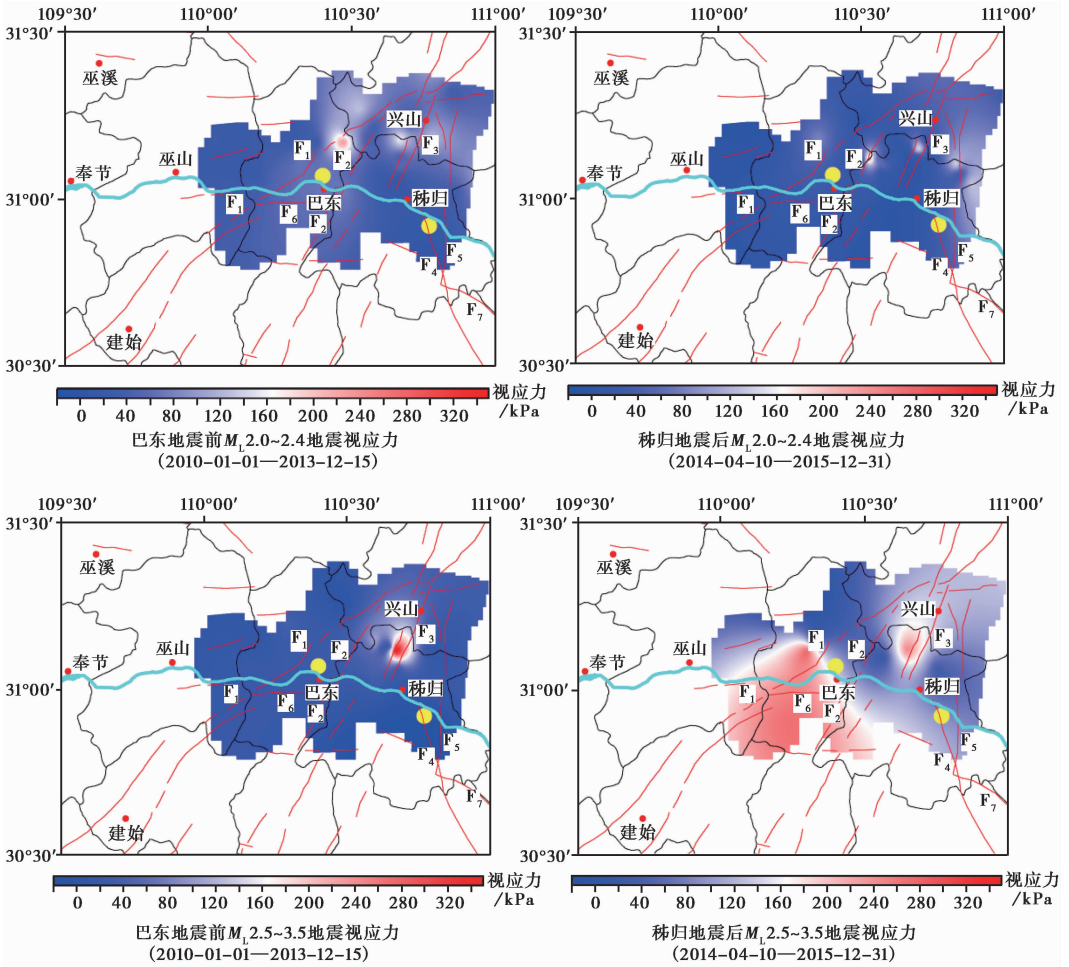 109°30′ 110°00′ 110°30′ 111°00′
31°30′
巫溪
兴山
F1
F2
F3
巫山
奉节
31°00′
秭归
巴东
F1
F6
F2
F5
F4
F7
建始
30°30′
视应力
/kPa
0 40 80 120 160 200 240 280 320
巴东地震前ML2.0~2.4地震视应力
(2010-01-01—2013-12-15)
109°30′ 110°00′ 110°30′ 111°00′
31°30′
巫溪
兴山
F1
F2
F3
巫山
奉节
31°00′
秭归
巴东
F1
F6
F2
F5
F4
F7
建始
30°30′
视应力
/kPa
0 40 80 120 160 200 240 280 320
秭归地震后ML2.0~2.4地震视应力
(2014-04-10—2015-12-31)
109°30′ 110°00′ 110°30′ 111°00′
31°30′
巫溪
兴山
F1
F2
F3
巫山
奉节
31°00′
秭归
巴东
F1
F6
F2
F5
F4
F7
建始
30°30′
视应力
/kPa
0 40 80 120 160 200 240 280 320
巴东地震前ML2.5~3.5地震视应力
(2010-01-01—2013-12-15)
109°30′ 110°00′ 110°30′ 111°00′
31°30′
巫溪
兴山
F1
F2
F3
巫山
奉节
31°00′
秭归
巴东
F1
F6
F2
F5
F4
F7
建始
30°30′
视应力
/kPa
0 40 80 120 160 200 240 280 320
秭归地震后ML2.5~3.5地震视应力
(2014-04-10—2015-12-31)